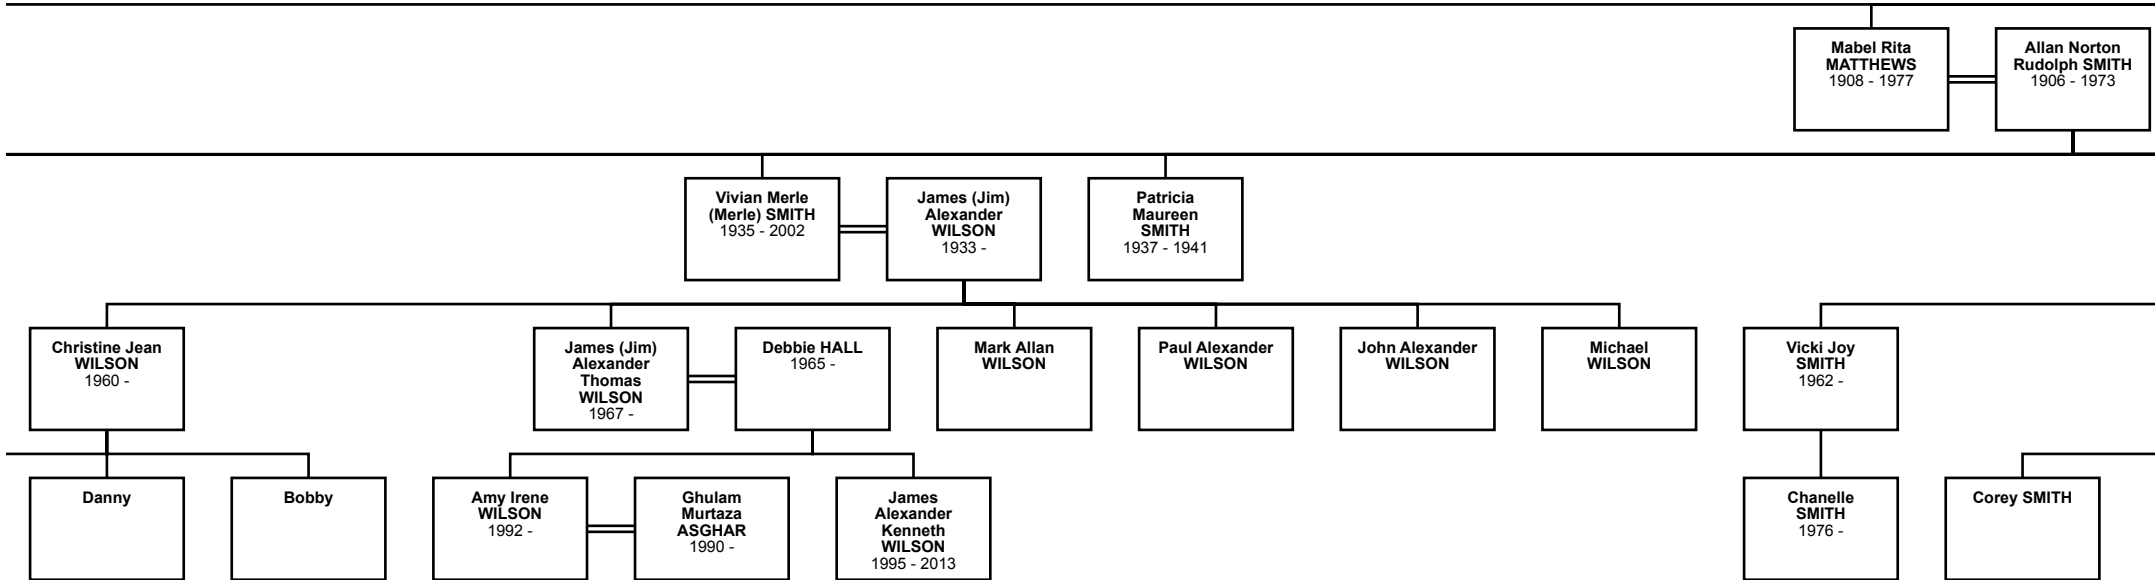 Mabel Rita
MATTHEWS
1908 - 1977
Allan Norton
Rudolph SMITH
1906 - 1973
Vivian Merle
(Merle) SMITH
1935 - 2002
James (Jim)
Alexander
WILSON
1933 -
Patricia
Maureen
SMITH
1937 - 1941
Christine Jean
WILSON
1960 -
James (Jim)
Alexander
Thomas
WILSON
1967 -
Debbie HALL
1965 -
Mark Allan
WILSON
Paul Alexander
WILSON
John Alexander
WILSON
Michael
WILSON
Vicki Joy
SMITH
1962 -
Danny
Bobby
Amy Irene
WILSON
1992 -
Ghulam
Murtaza
ASGHAR
1990 -
James
Alexander
Kenneth
WILSON
1995 - 2013
Chanelle
SMITH
1976 -
Corey SMITH